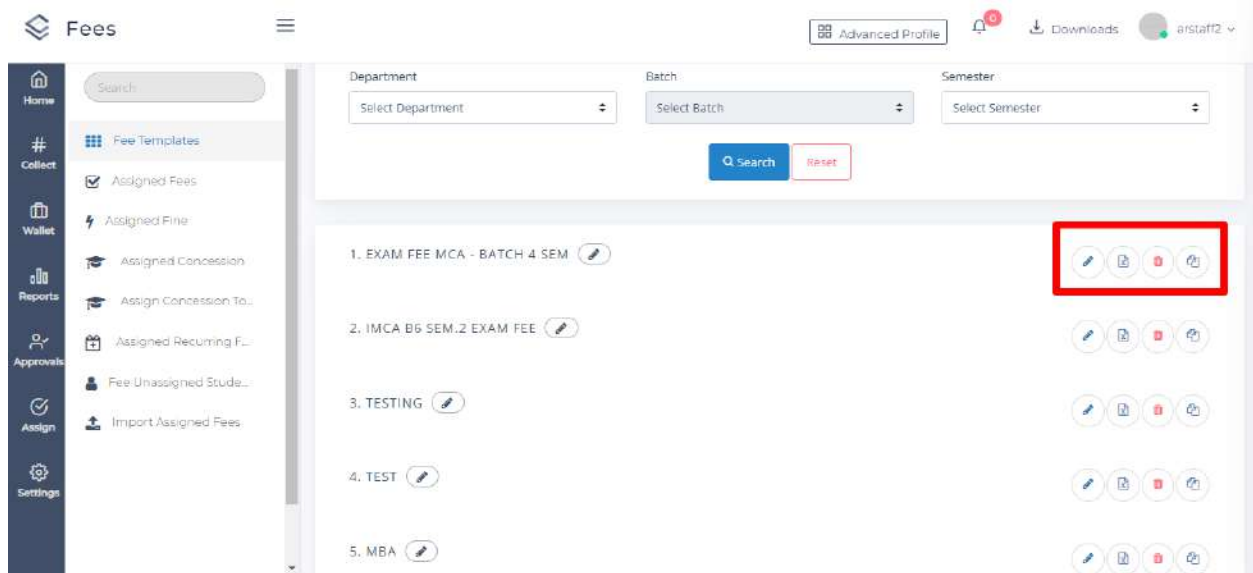 Fees
Advanced Profile
0
Downloads
arstaff2
Home
Collect
Wallet
Reports
Approvals
Assign
Settings
Search
Fee Templates
Assigned Fees
Assigned Fine
Assigned Concession
Assign Concession To...
Assigned Recurring F...
Fee Unassigned Stude...
Import Assigned Fees
Department
Batch
Semester
Select Department
Select Batch
Select Semester
Search
Reset
1. EXAM FEE MCA - BATCH 4 SEM
2. IMCA B6 SEM.2 EXAM FEE
3. TESTING
4. TEST
5. MBA